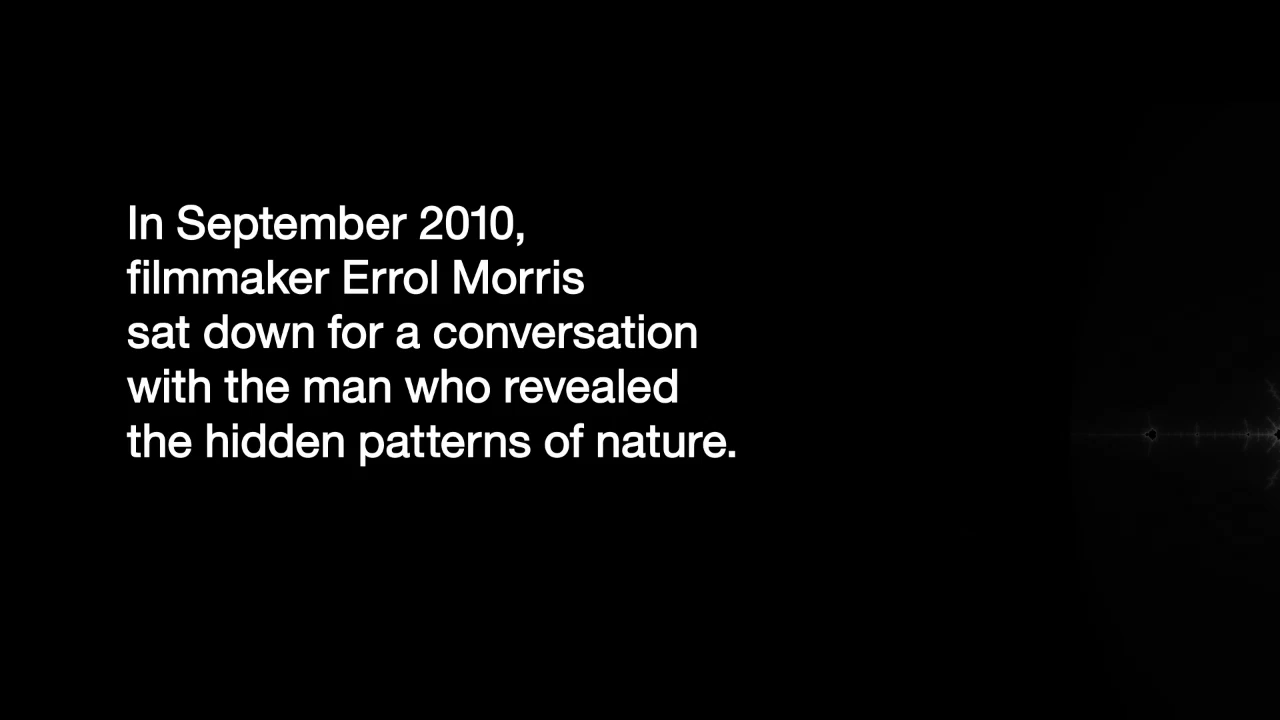 In September 2010,
filmmaker Errol Morris
sat down for a conversation
with the man who revealed
the hidden patterns of nature.